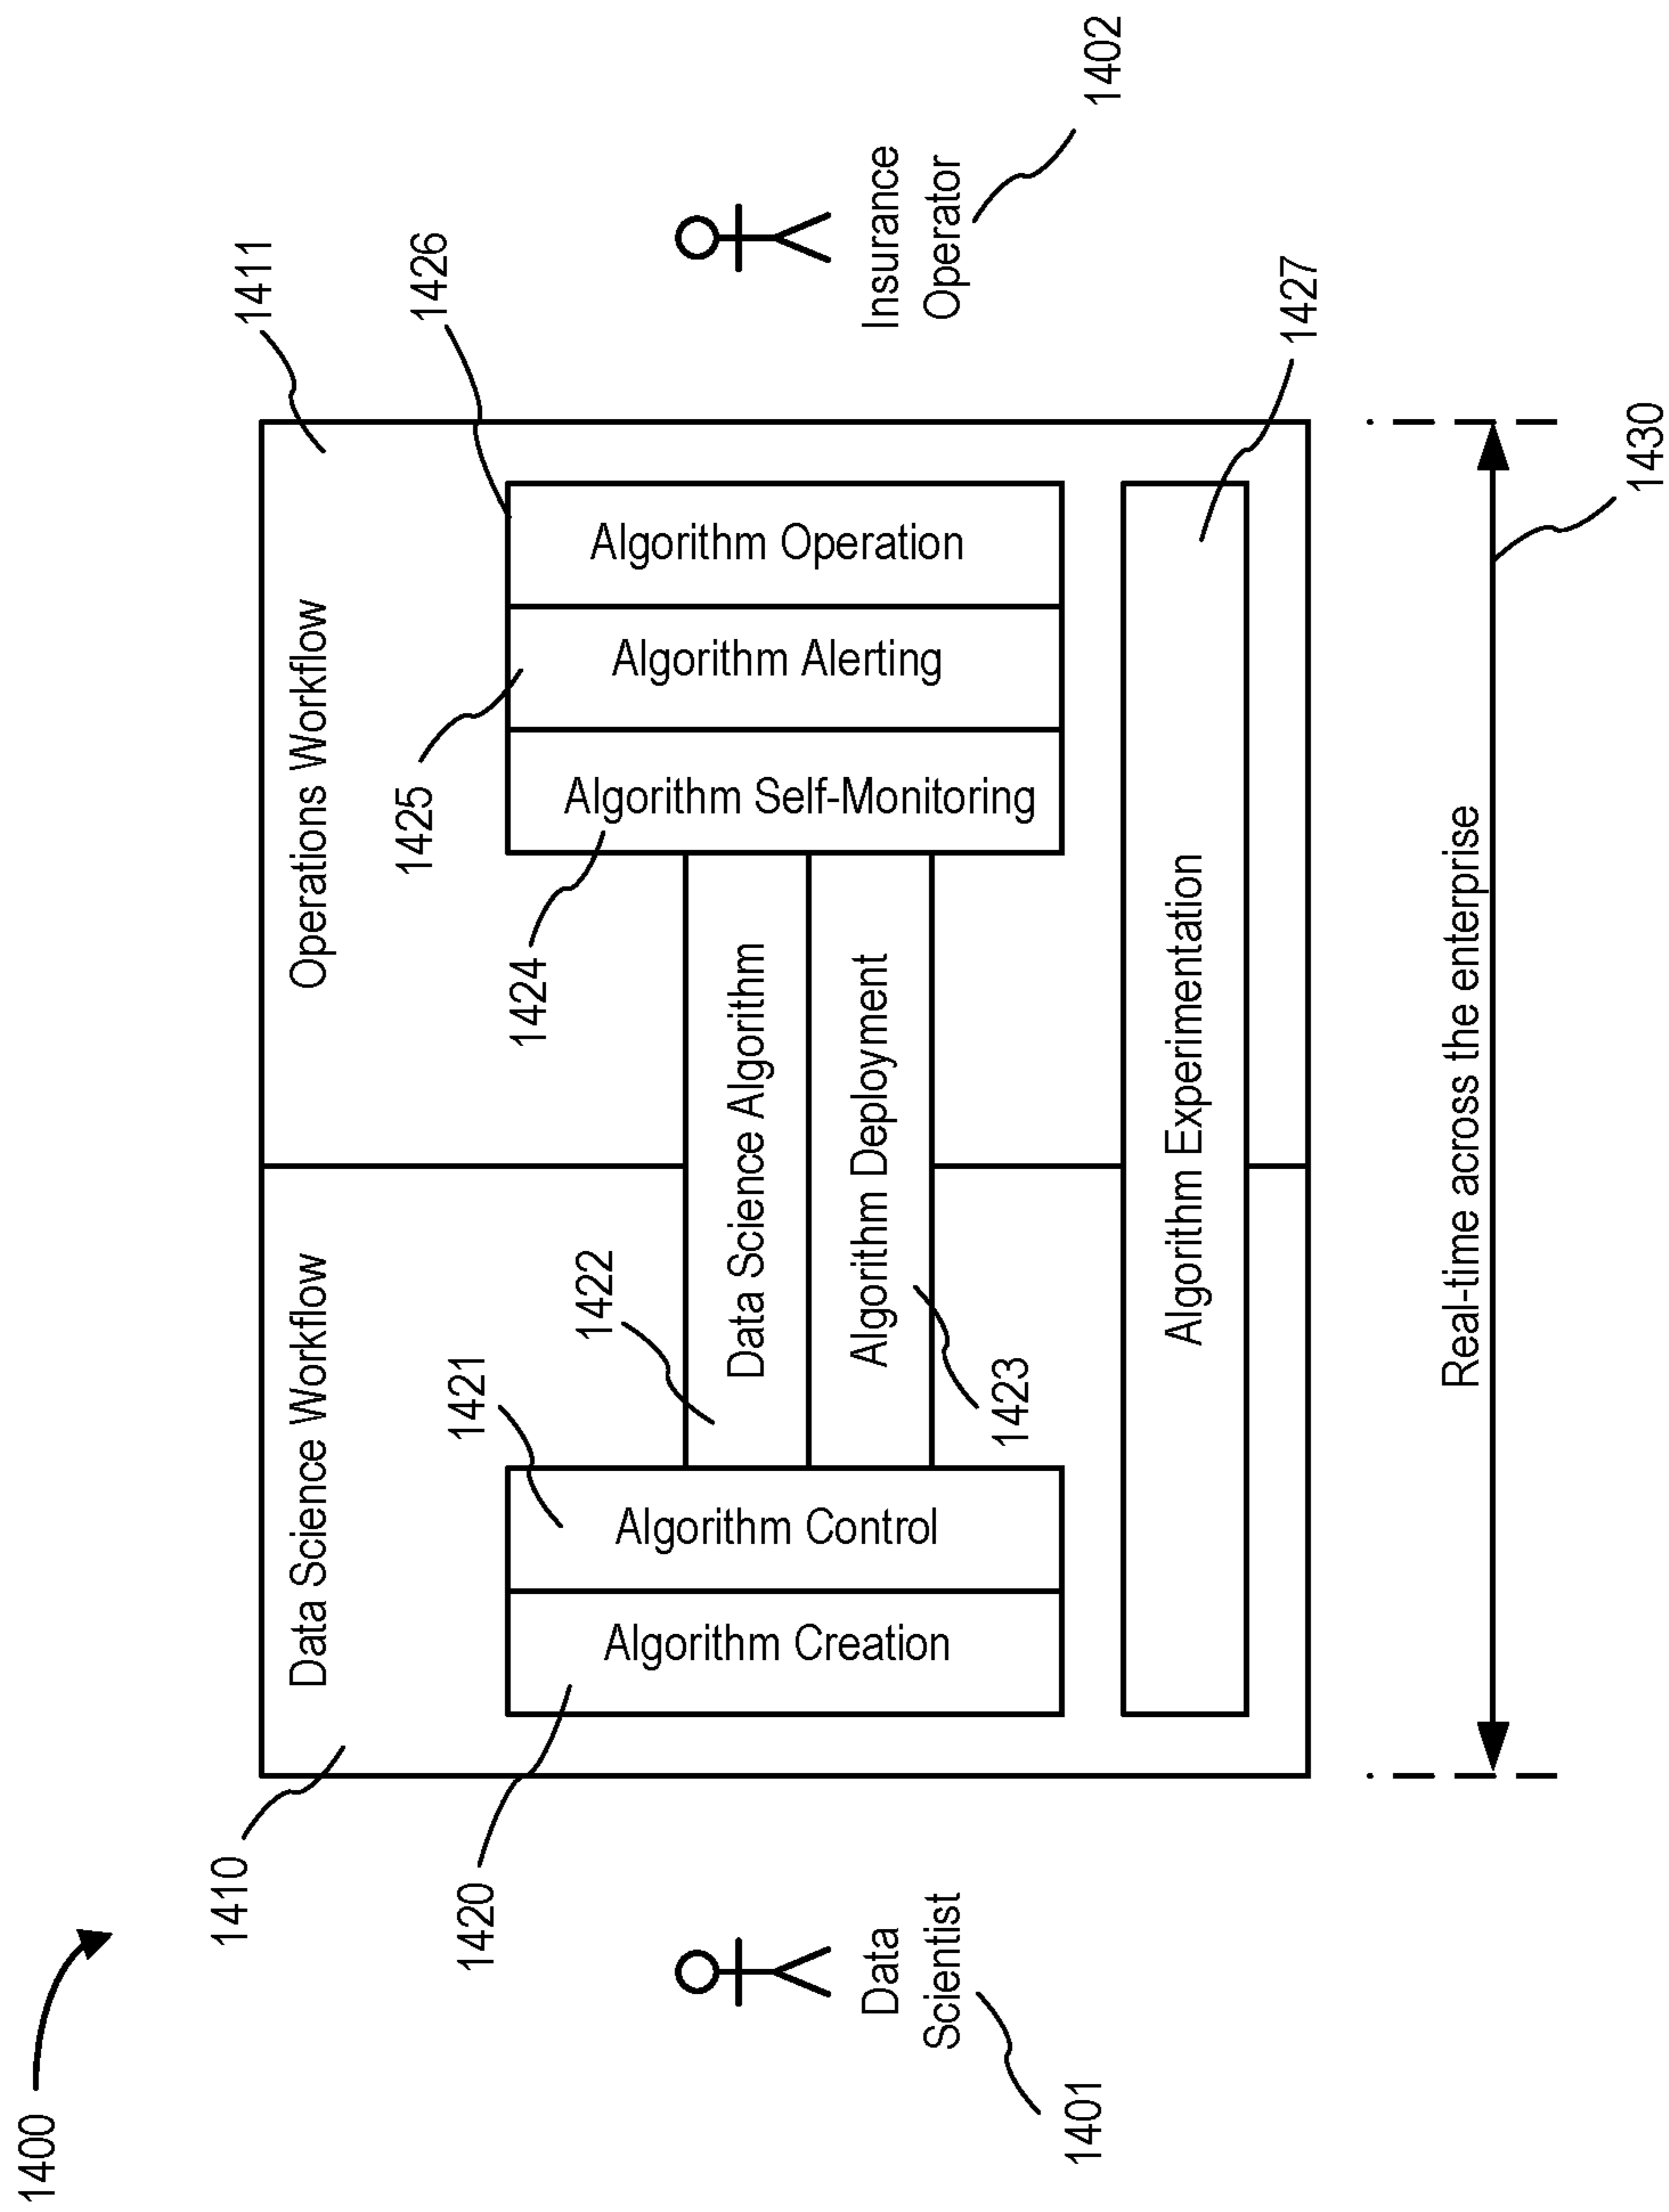 1400
1410
1411
Data Science Workflow
Operations Workflow
1420
1421
1422
1424
1425
1426
Algorithm Creation
Algorithm Control
Data Science Algorithm
Algorithm Deployment
1423
Algorithm Self-Monitoring
Algorithm Alerting
Algorithm Operation
Data
Scientist
1401
Insurance
Operator
1402
Algorithm Experimentation
1427
Real-time across the enterprise
1430